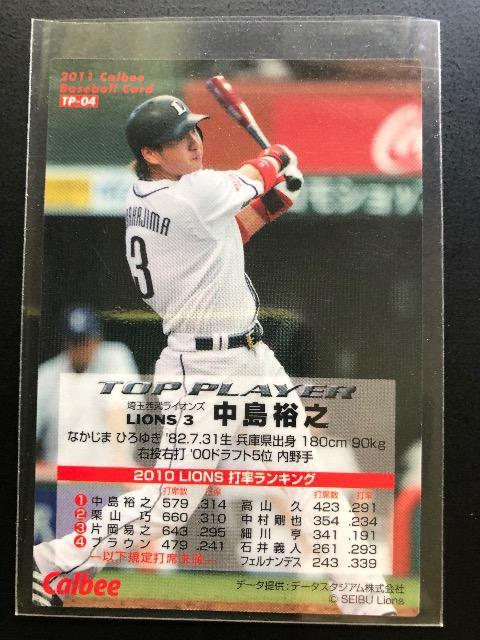 2011 Calbee
Baseball Card
TP-04
NAKAJIMA
3
TOP PLAYER
埼玉西武ライオンズ
LIONS 3 中島裕之
なかじま ひろゆき '82.7.31生 兵庫県出身 180cm 90kg
右投右打 '00ドラフト5位 内野手
2010 LIONS 打率ランキング
打席数 打率 打席数 打率
① 中島裕之 579 .314 高山 久 423 .291
② 栗山 巧 660 .310 中村剛也 354 .234
③ 片岡易之 643 .295 細川 亨 341 .191
④ ブラウン 479 .241 石井義人 261 .293
―以下規定打席未満― フェルナンデス 243 .339
Calbee
データ提供:データスタジアム株式会社
© SEIBU Lions